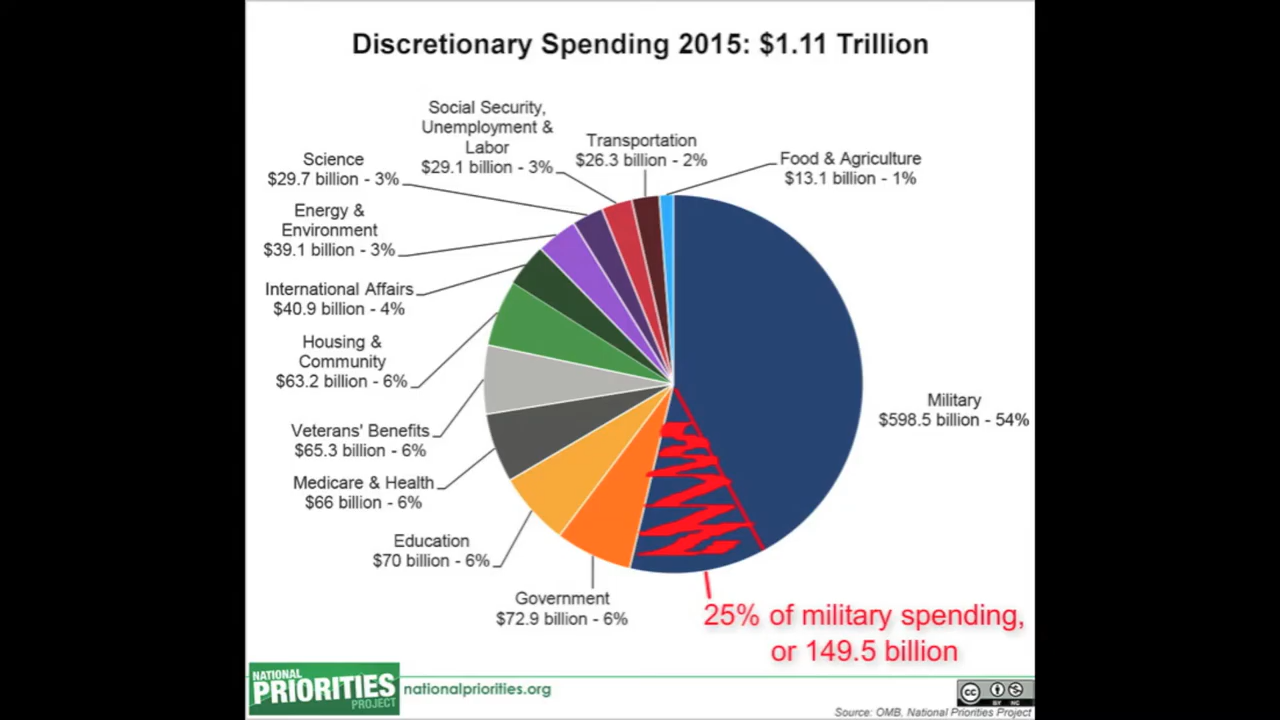 Discretionary Spending 2015: $1.11 Trillion
Social Security,
Unemployment &
Labor
$29.1 billion - 3%
Transportation
$26.3 billion - 2%
Food & Agriculture
$13.1 billion - 1%
Science
$29.7 billion - 3%
Energy &
Environment
$39.1 billion - 3%
International Affairs
$40.9 billion - 4%
Housing &
Community
$63.2 billion - 6%
Military
$598.5 billion - 54%
Veterans' Benefits
$65.3 billion - 6%
Medicare & Health
$66 billion - 6%
Education
$70 billion - 6%
Government
$72.9 billion - 6%
25% of military spending,
or 149.5 billion
NATIONAL
PRIORITIES
PROJECT
nationalpriorities.org
cc
BY NC
Source: OMB, National Priorities Project